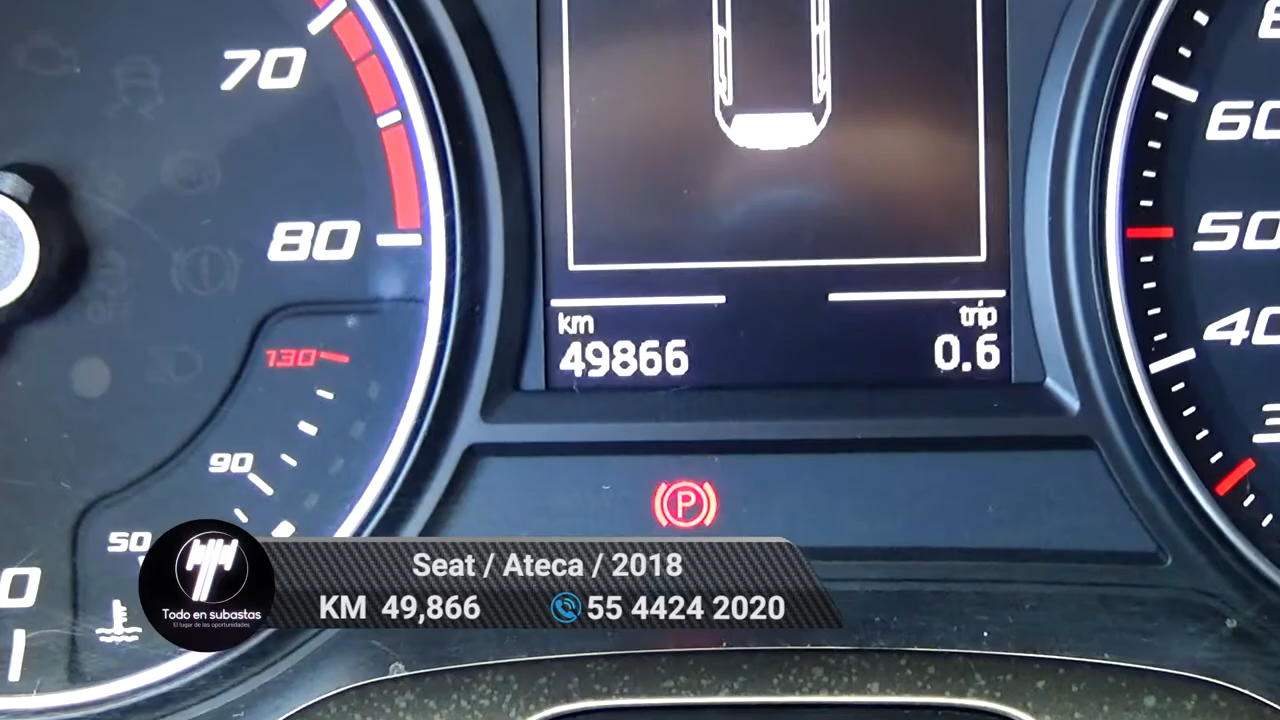 70
80
130
90
50
0
km
49866
trip
0.6
60
50
40
P
Seat / Ateca / 2018
KM 49,866
55 4424 2020
Todo en subastas
El lugar de las oportunidades